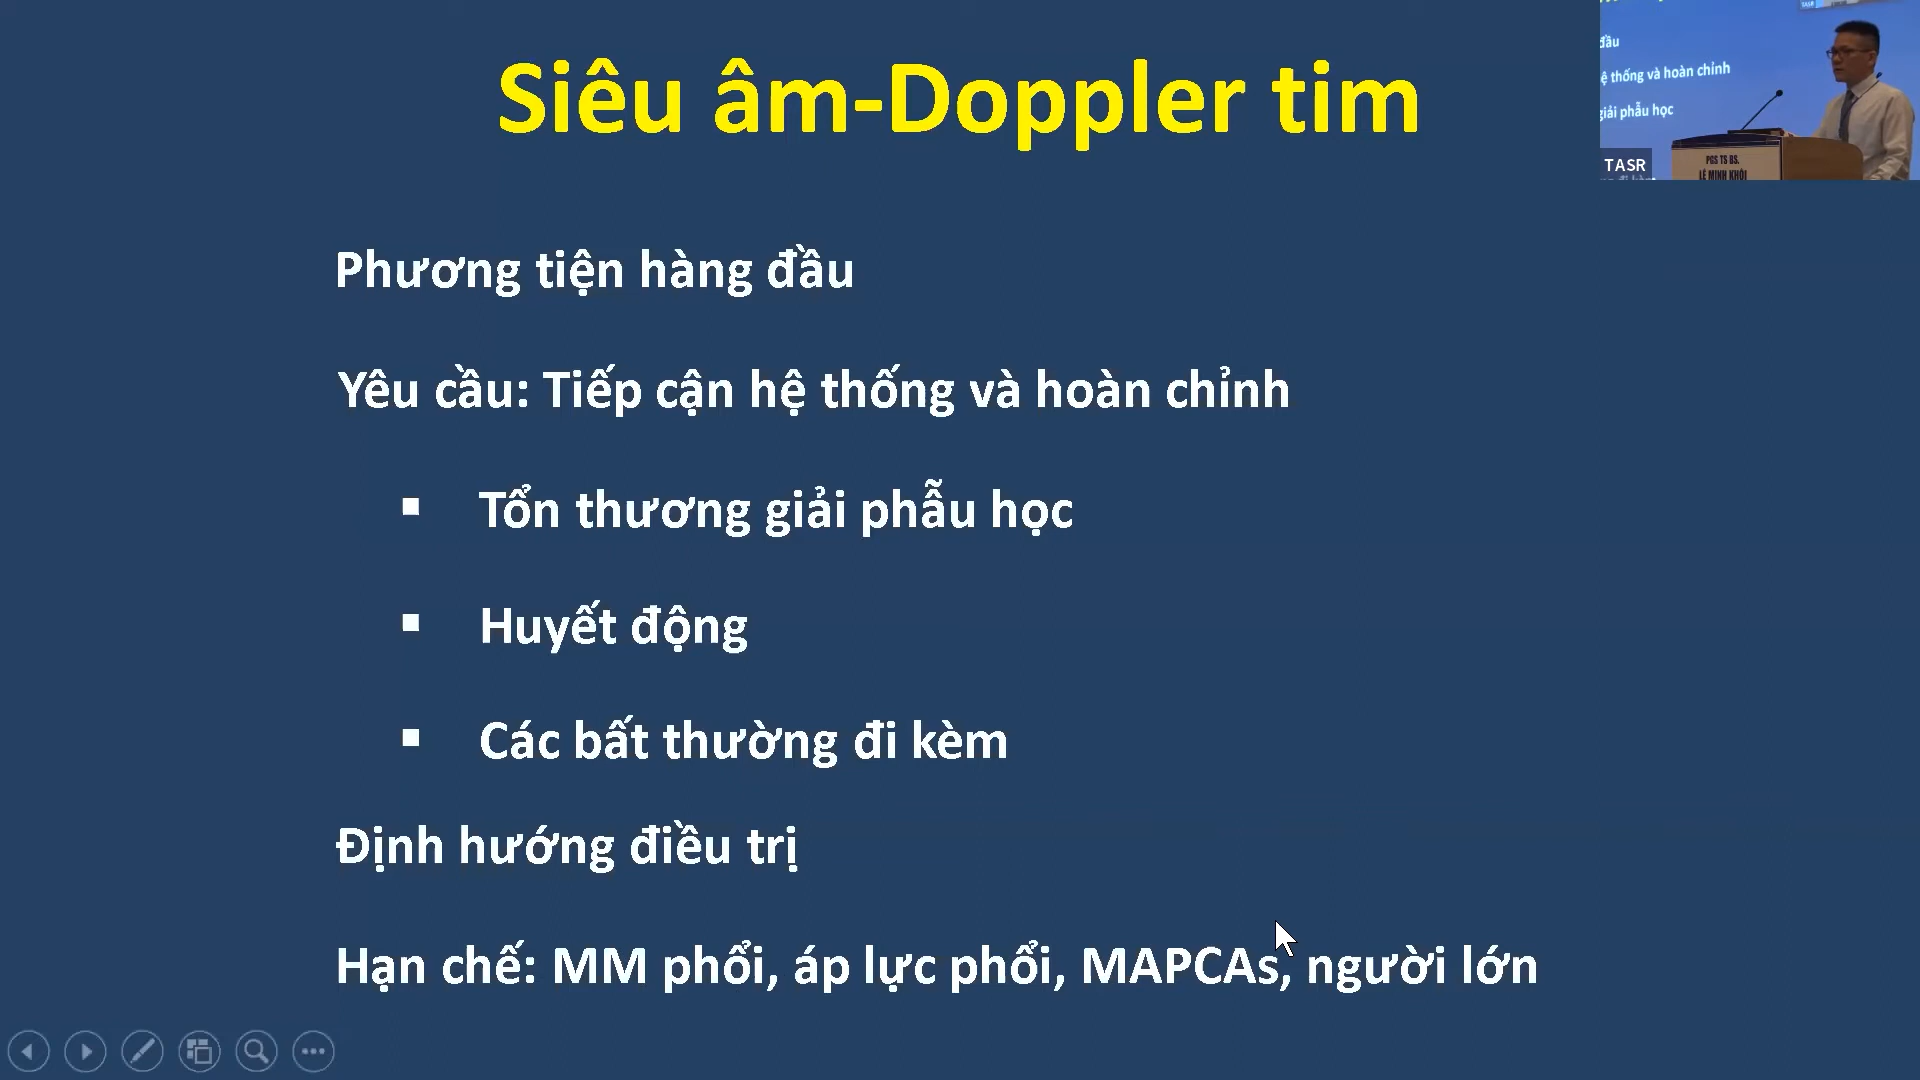 Siêu âm-Doppler tim
Phương tiện hàng đầu
Yêu cầu: Tiếp cận hệ thống và hoàn chỉnh
▪ Tổn thương giải phẫu học
▪ Huyết động
▪ Các bất thường đi kèm
Định hướng điều trị
Hạn chế: MM phổi, áp lực phổi, MAPCAs, người lớn
đầu
ệ thống và hoàn chỉnh
giải phẫu học
TASR
PGS TS BS.
LÊ MINH KHÔI